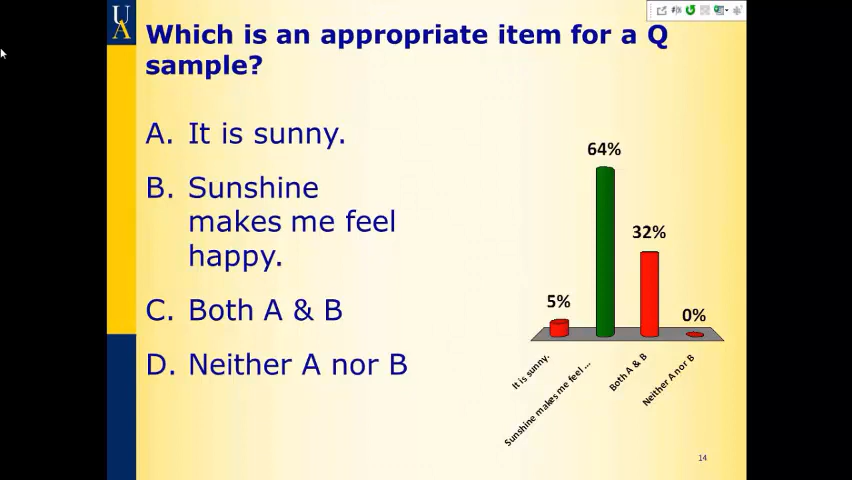 UA
Which is an appropriate item for a Q
sample?
A. It is sunny.
B. Sunshine
makes me feel
happy.
C. Both A & B
D. Neither A nor B
64%
32%
5%
0%
It is sunny.
Sunshine makes me feel ...
Both A & B
Neither A nor B
14